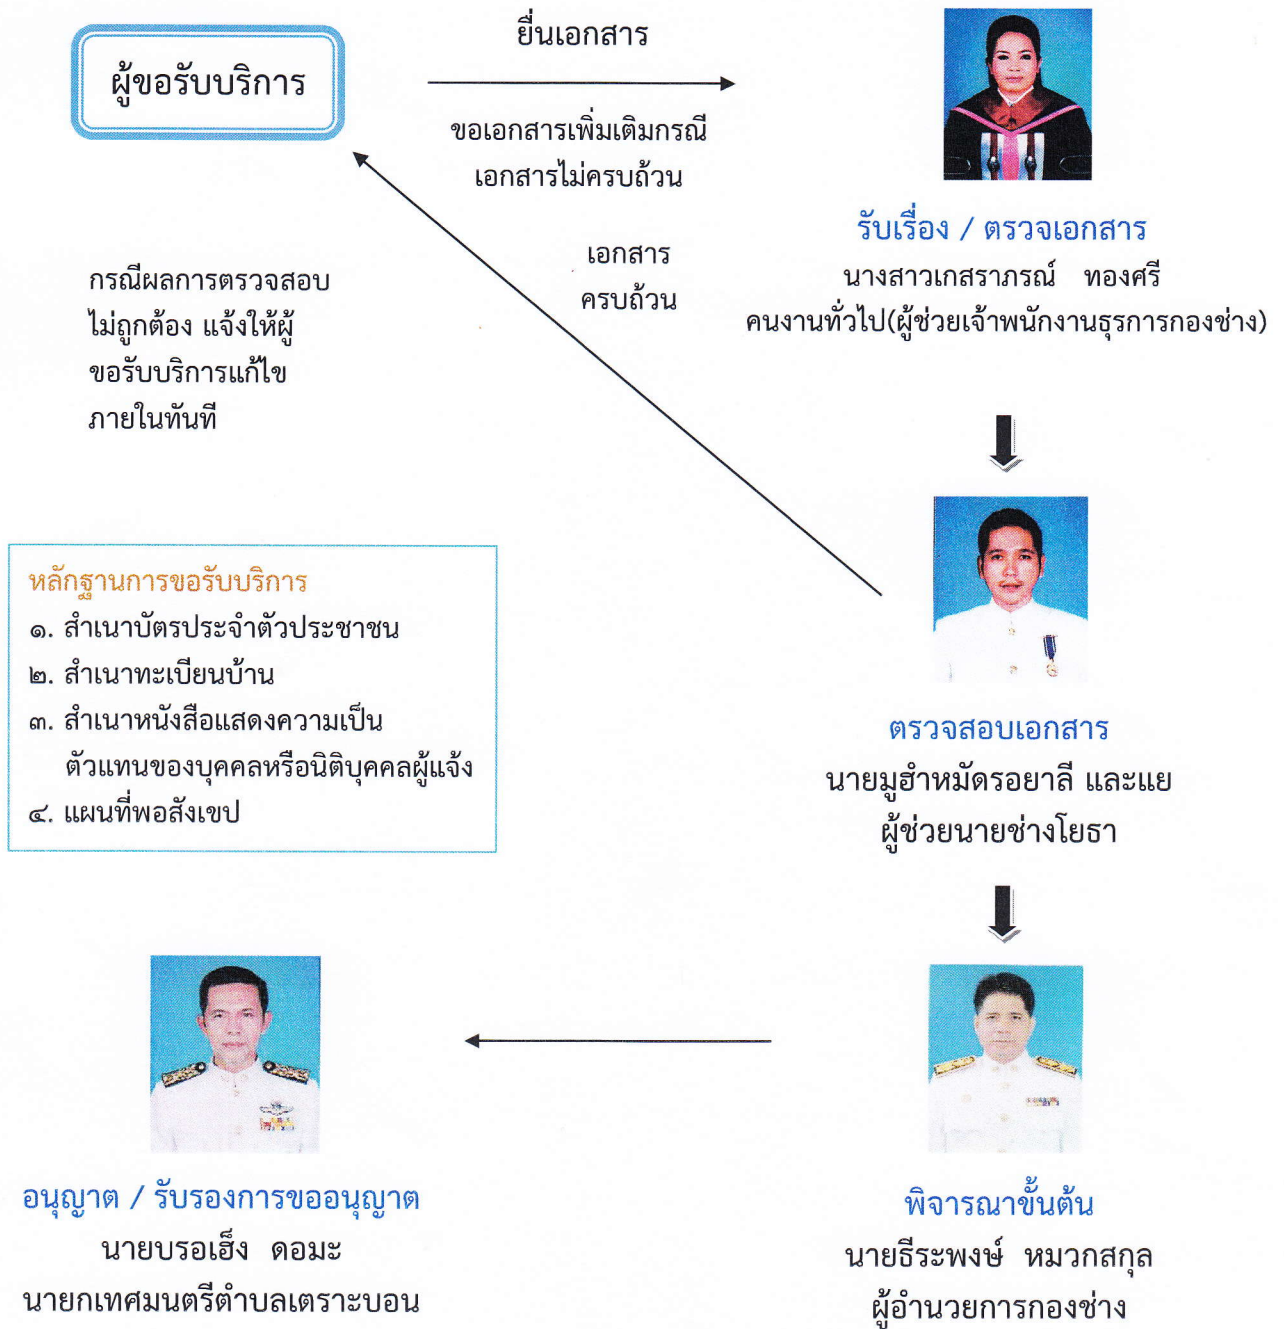 ผู้ขอรับบริการ
ยื่นเอกสาร
ขอเอกสารเพิ่มเติมกรณี
เอกสารไม่ครบถ้วน
เอกสาร
ครบถ้วน
รับเรื่อง / ตรวจเอกสาร
นางสาวเกสราภรณ์ ทองศรี
คนงานทั่วไป(ผู้ช่วยเจ้าพนักงานธุรการกองช่าง)
กรณีผลการตรวจสอบ
ไม่ถูกต้อง แจ้งให้ผู้
ขอรับบริการแก้ไข
ภายในทันที
หลักฐานการขอรับบริการ
๑. สำเนาบัตรประจำตัวประชาชน
๒. สำเนาทะเบียนบ้าน
๓. สำเนาหนังสือแสดงความเป็น
ตัวแทนของบุคคลหรือนิติบุคคลผู้แจ้ง
๔. แผนที่พอสังเขป
ตรวจสอบเอกสาร
นายมูฮำหมัดรอยาลี และแย
ผู้ช่วยนายช่างโยธา
พิจารณาขั้นต้น
นายธีระพงษ์ หมวกสกุล
ผู้อำนวยการกองช่าง
อนุญาต / รับรองการขออนุญาต
นายบรอเฮ็ง ดอมะ
นายกเทศมนตรีตำบลเตราะบอน